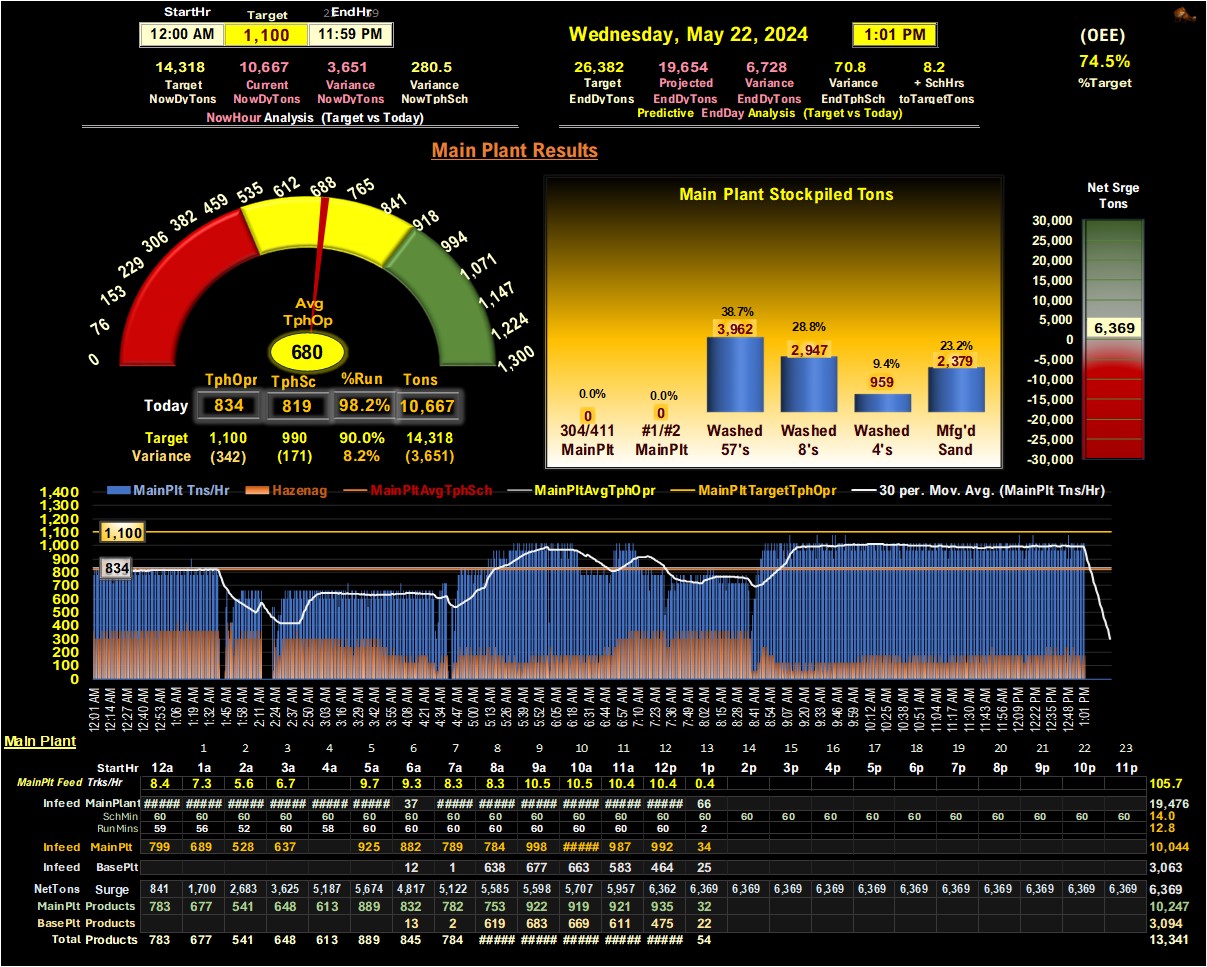 StartHr Target EndHr
12:00 AM 1,100 11:59 PM
Wednesday, May 22, 2024 1:01 PM
(OEE)
74.5%
%Target
14,318 10,667 3,651 280.5
Target Current Variance Variance
NowDyTons NowDyTons NowDyTons NowTphSch
NowHour Analysis (Target vs Today)
26,382 19,654 6,728 70.8 8.2
Target Projected Variance Variance + SchHrs
EndDyTons EndDyTons EndDyTons EndTphSch toTargetTons
Predictive EndDay Analysis (Target vs Today)
Main Plant Results
0 76 153 229 306 382 459 535 612 688 765 841 918 994 1,071 1,147 1,224 1,300
Avg
TphOp
680
TphOpr TphSc %Run Tons
Today 834 819 98.2% 10,667
Target 1,100 990 90.0% 14,318
Variance (342) (171) 8.2% (3,651)
Main Plant Stockpiled Tons
0.0% 0.0% 38.7% 28.8% 9.4% 23.2%
0 0 3,962 2,947 959 2,379
304/411 #1/#2 Washed Washed Washed Mfg'd
MainPlt MainPlt 57's 8's 4's Sand
Net Srge
Tons
30,000
25,000
20,000
15,000
10,000
5,000
6,369
0
-5,000
-10,000
-15,000
-20,000
-25,000
-30,000
MainPlt Tns/Hr Hazenag MainPltAvgTphSch MainPltAvgTphOpr MainPltTargetTphOpr 30 per. Mov. Avg. (MainPlt Tns/Hr)
1,400
1,300
1,200
1,100
1,000
900
800
700
600
500
400
300
200
100
0
1,100
834
12:01 AM 12:14 AM 12:27 AM 12:40 AM 12:53 AM 1:06 AM 1:19 AM 1:32 AM 1:45 AM 1:58 AM 2:11 AM 2:24 AM 2:37 AM 2:50 AM 3:03 AM 3:16 AM 3:29 AM 3:42 AM 3:55 AM 4:08 AM 4:21 AM 4:34 AM 4:47 AM 5:00 AM 5:13 AM 5:26 AM 5:39 AM 5:52 AM 6:05 AM 6:18 AM 6:31 AM 6:44 AM 6:57 AM 7:10 AM 7:23 AM 7:36 AM 7:49 AM 8:02 AM 8:15 AM 8:28 AM 8:41 AM 8:54 AM 9:07 AM 9:20 AM 9:33 AM 9:46 AM 9:59 AM 10:12 AM 10:25 AM 10:38 AM 10:51 AM 11:04 AM 11:17 AM 11:30 AM 11:43 AM 11:56 AM 12:09 PM 12:22 PM 12:35 PM 12:48 PM 1:01 PM
Main Plant
1 2 3 4 5 6 7 8 9 10 11 12 13 14 15 16 17 18 19 20 21 22 23
StartHr 12a 1a 2a 3a 4a 5a 6a 7a 8a 9a 10a 11a 12p 1p 2p 3p 4p 5p 6p 7p 8p 9p 10p 11p
MainPlt Feed Trks/Hr 8.4 7.3 5.6 6.7 9.7 9.3 8.3 8.3 10.5 10.5 10.4 10.4 0.4 105.7
Infeed MainPlant ##### ##### ##### ##### ##### ##### 37 ##### ##### ##### ##### ##### ##### 66 19,476
SchMin 60 60 60 60 60 60 60 60 60 60 60 60 60 60 60 60 60 60 60 60 60 60 60 60 14.0
RunMins 59 56 52 60 58 60 60 60 60 60 60 60 60 2 12.8
Infeed MainPlt 799 689 528 637 925 882 789 784 998 ##### 987 992 34 10,044
Infeed BasePlt 12 1 638 677 663 583 464 25 3,063
NetTons Surge 841 1,700 2,683 3,625 5,187 5,674 4,817 5,122 5,585 5,598 5,707 5,957 6,362 6,369 6,369 6,369 6,369 6,369 6,369 6,369 6,369 6,369 6,369 6,369 6,369
MainPlt Products 783 677 541 648 613 889 832 782 753 922 919 921 935 32 10,247
BasePlt Products 13 2 619 683 669 611 475 22 3,094
Total Products 783 677 541 648 613 889 845 784 ##### ##### ##### ##### ##### 54 13,341